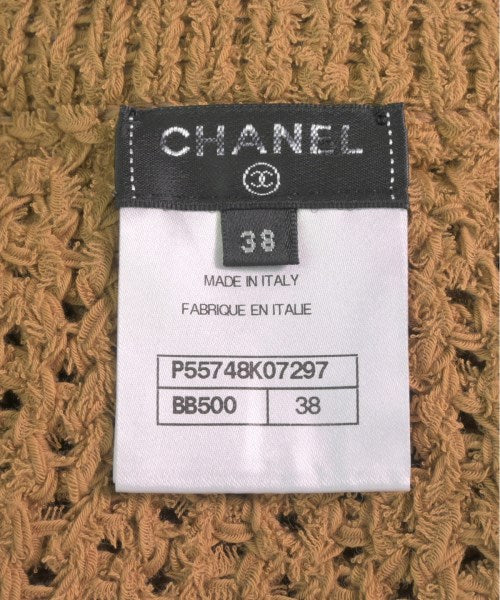 CHANEL
38
MADE IN ITALY
FABRIQUE EN ITALIE
P55748K07297
BB500 38